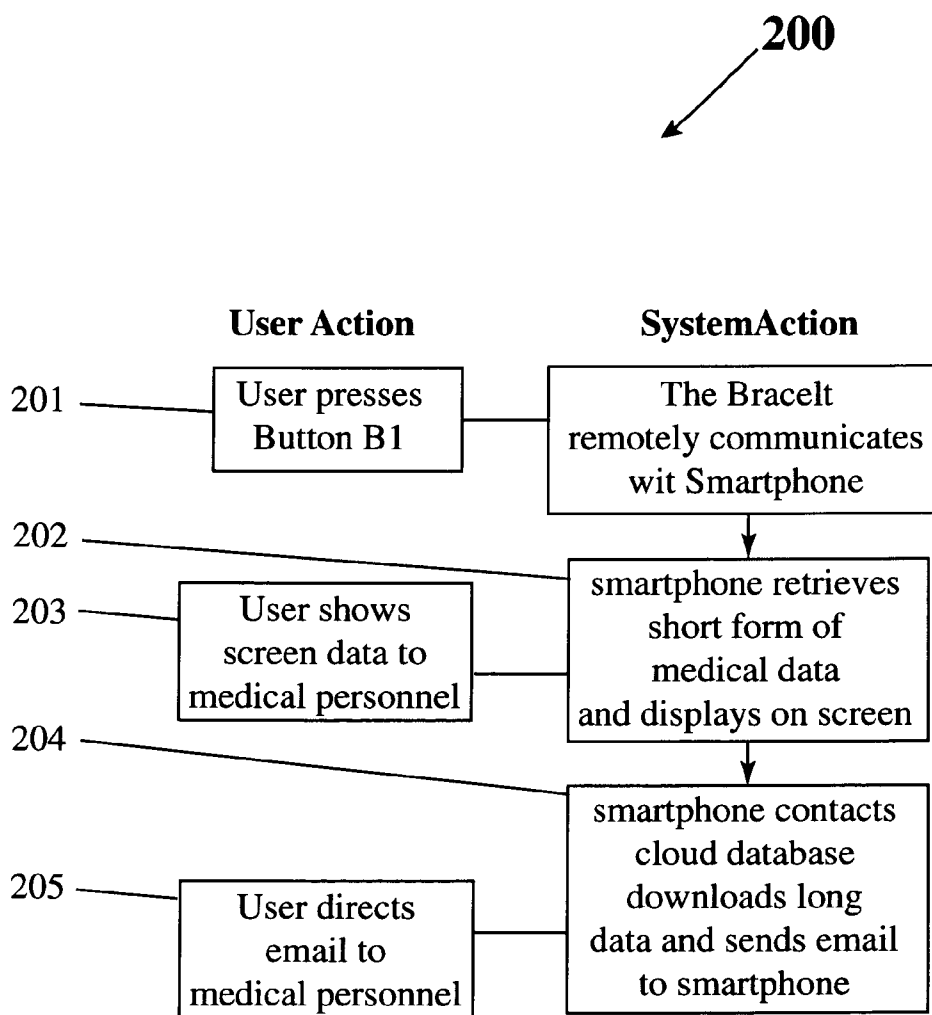 200
User Action
SystemAction
201
User presses
Button B1
The Bracelt
remotely communicates
wit Smartphone
202
smartphone retrieves
short form of
medical data
and displays on screen
203
User shows
screen data to
medical personnel
204
smartphone contacts
cloud database
downloads long
data and sends email
to smartphone
205
User directs
email to
medical personnel